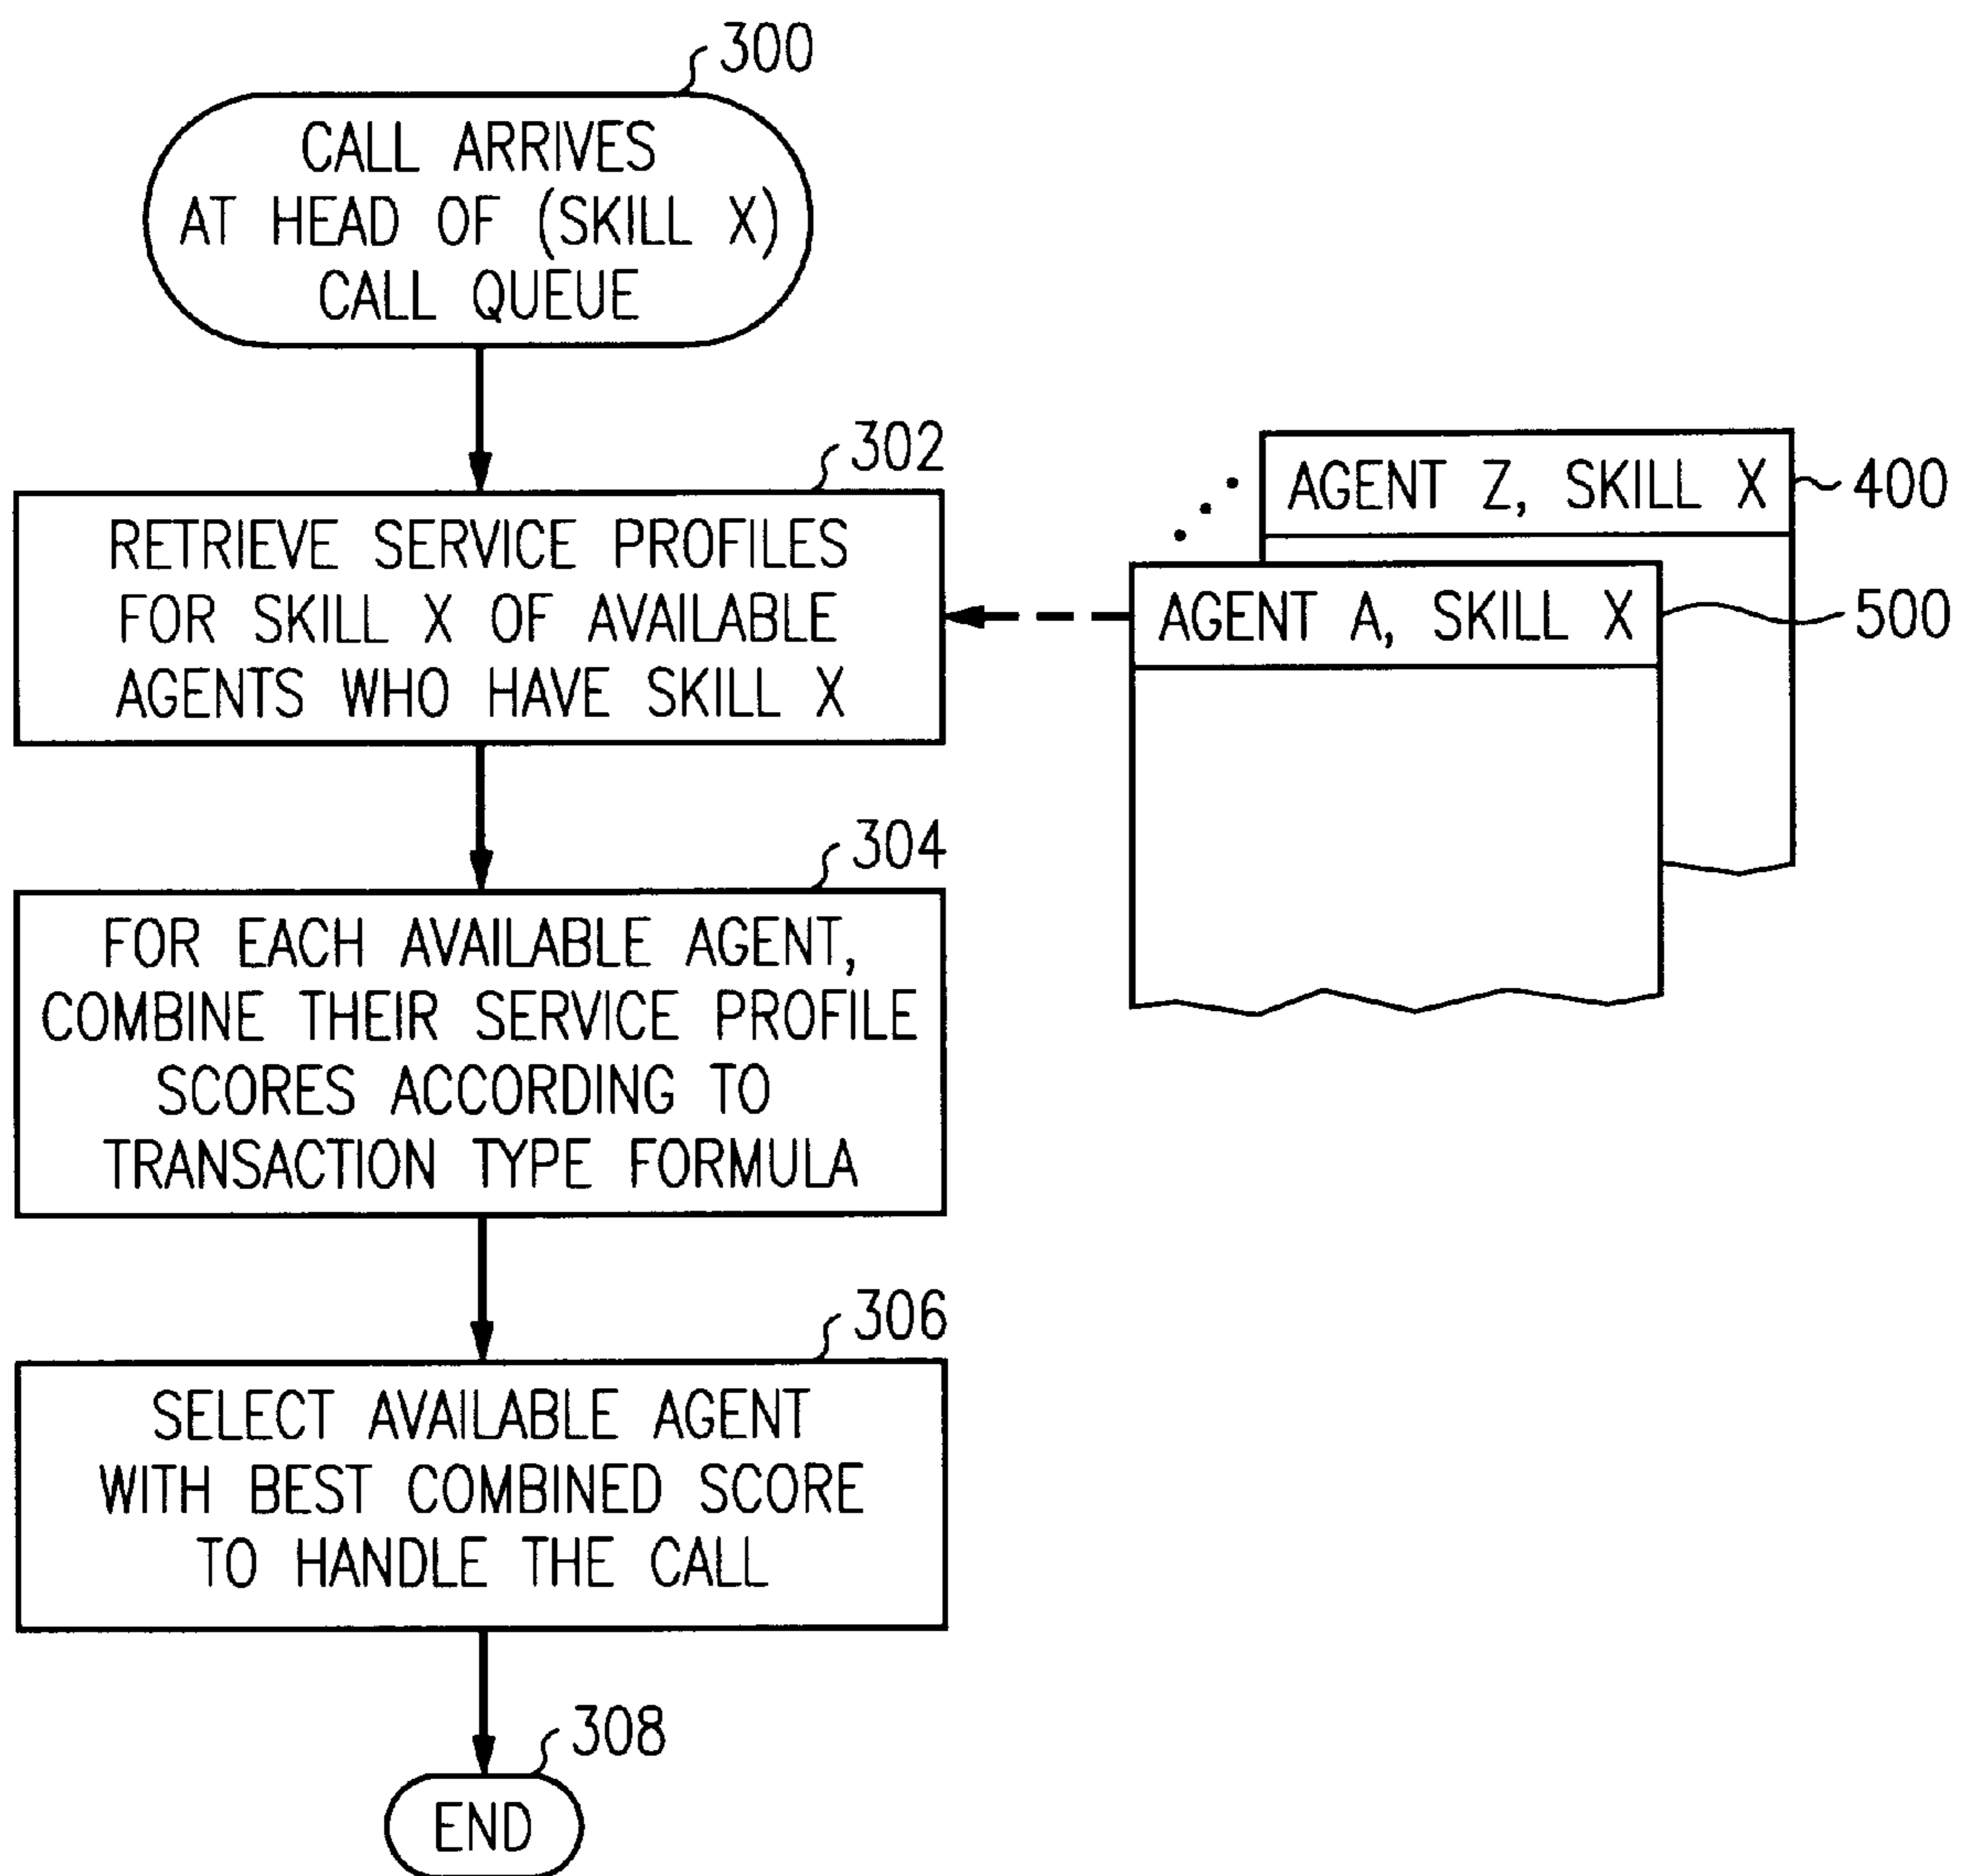 300
CALL ARRIVES
AT HEAD OF (SKILL X)
CALL QUEUE
302
RETRIEVE SERVICE PROFILES
FOR SKILL X OF AVAILABLE
AGENTS WHO HAVE SKILL X
AGENT Z, SKILL X
400
AGENT A, SKILL X
500
304
FOR EACH AVAILABLE AGENT,
COMBINE THEIR SERVICE PROFILE
SCORES ACCORDING TO
TRANSACTION TYPE FORMULA
306
SELECT AVAILABLE AGENT
WITH BEST COMBINED SCORE
TO HANDLE THE CALL
308
END